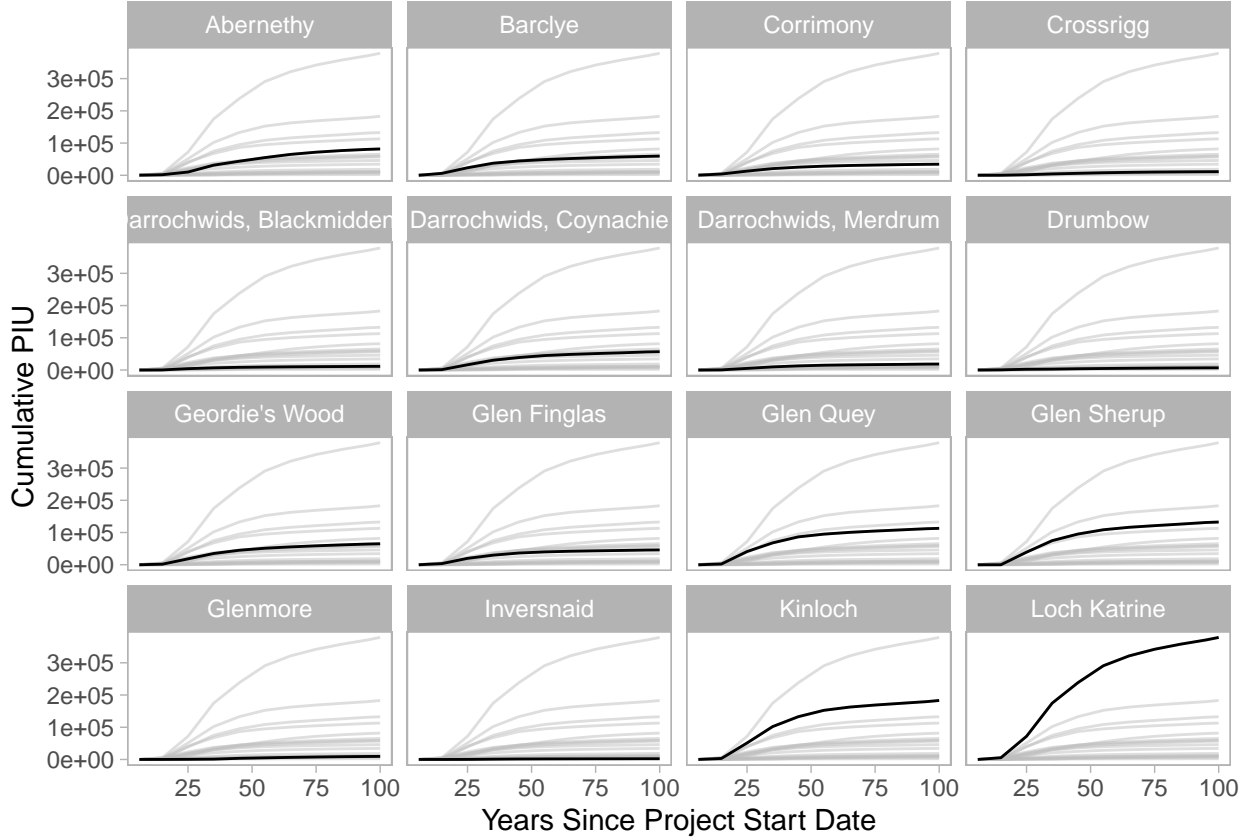 Abernethy Barclye Corrimony Crossrigg
3e+05
2e+05
1e+05
0e+00
arrochwids, Blackmidden Darrochwids, Coynachie Darrochwids, Merdrum Drumbow
3e+05
2e+05
1e+05
0e+00
Cumulative PIU
Geordie's Wood Glen Finglas Glen Quey Glen Sherup
3e+05
2e+05
1e+05
0e+00
Glenmore Inversnaid Kinloch Loch Katrine
3e+05
2e+05
1e+05
0e+00
25 50 75 100 25 50 75 100 25 50 75 100 25 50 75 100
Years Since Project Start Date